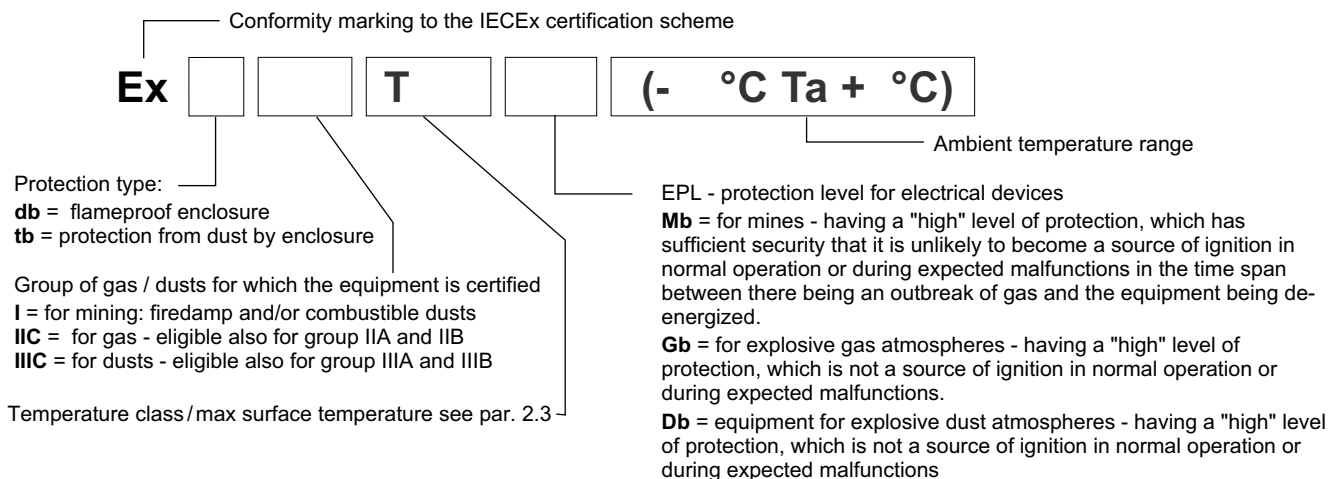 Conformity marking to the IECEx certification scheme
Ex T (- °C Ta + °C)
Ambient temperature range
Protection type:
db = flameproof enclosure
tb = protection from dust by enclosure
Group of gas / dusts for which the equipment is certified
I = for mining: firedamp and/or combustible dusts
IIC = for gas - eligible also for group IIA and IIB
IIIC = for dusts - eligible also for group IIIA and IIIB
Temperature class/max surface temperature see par. 2.3
EPL - protection level for electrical devices
Mb = for mines - having a "high" level of protection, which has
sufficient security that it is unlikely to become a source of ignition in
normal operation or during expected malfunctions in the time span
between there being an outbreak of gas and the equipment being de-
energized.
Gb = for explosive gas atmospheres - having a "high" level of
protection, which is not a source of ignition in normal operation or
during expected malfunctions.
Db = equipment for explosive dust atmospheres - having a "high" level
of protection, which is not a source of ignition in normal operation or
during expected malfunctions